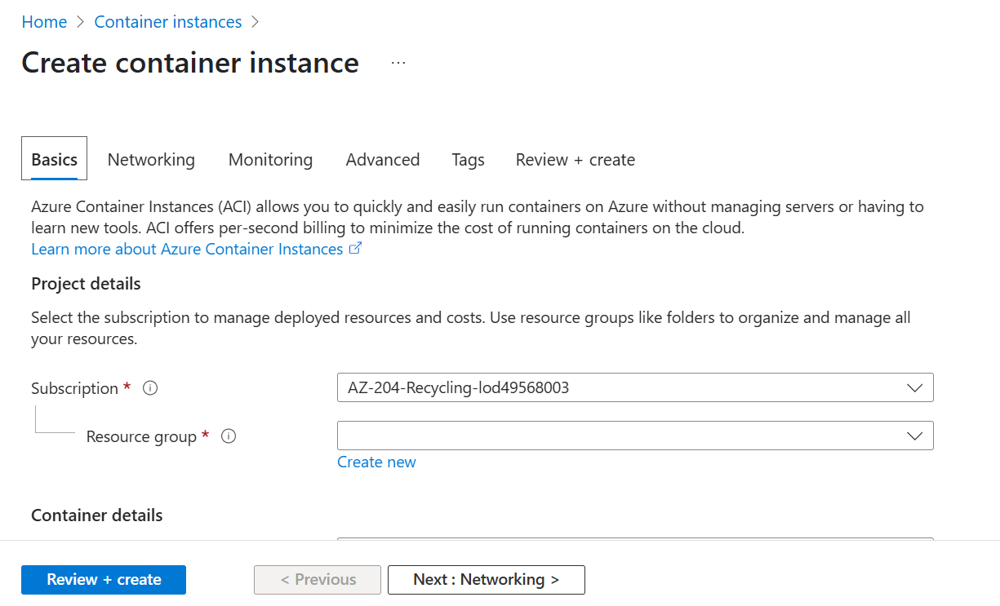 Home > Container instances >
Create container instance ...
Basics Networking Monitoring Advanced Tags Review + create
Azure Container Instances (ACI) allows you to quickly and easily run containers on Azure without managing servers or having to
learn new tools. ACI offers per-second billing to minimize the cost of running containers on the cloud.
Learn more about Azure Container Instances
Project details
Select the subscription to manage deployed resources and costs. Use resource groups like folders to organize and manage all
your resources.
Subscription * AZ-204-Recycling-lod49568003
Resource group *
Create new
Container details
Review + create < Previous Next : Networking >